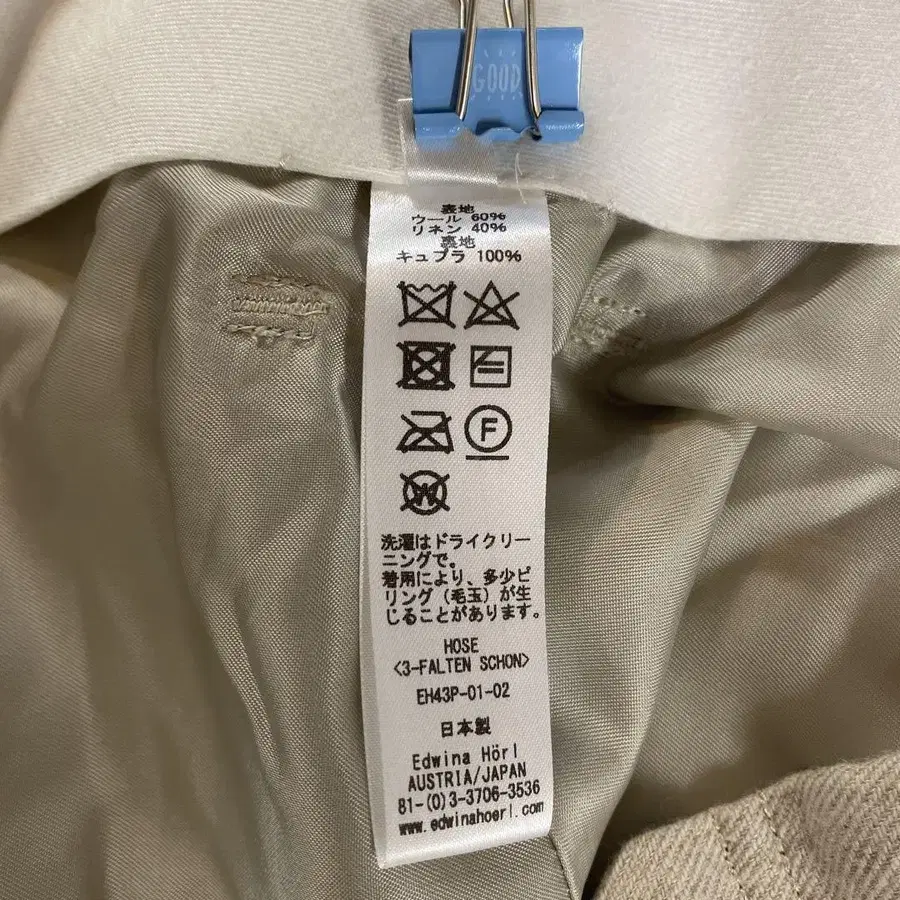 GOOD
表地
ウール 60%
リネン 40%
裏地
キュプラ 100%
F
W
洗濯はドライクリー
ニングで。
着用により、多少ピ
リング（毛玉）が生
じることがあります。
HOSE
<3-FALTEN SCHON>
EH43P-01-02
日本製
Edwina Hörl
AUSTRIA/JAPAN
81-(0)3-3706-3536
www.edwinahoerl.com